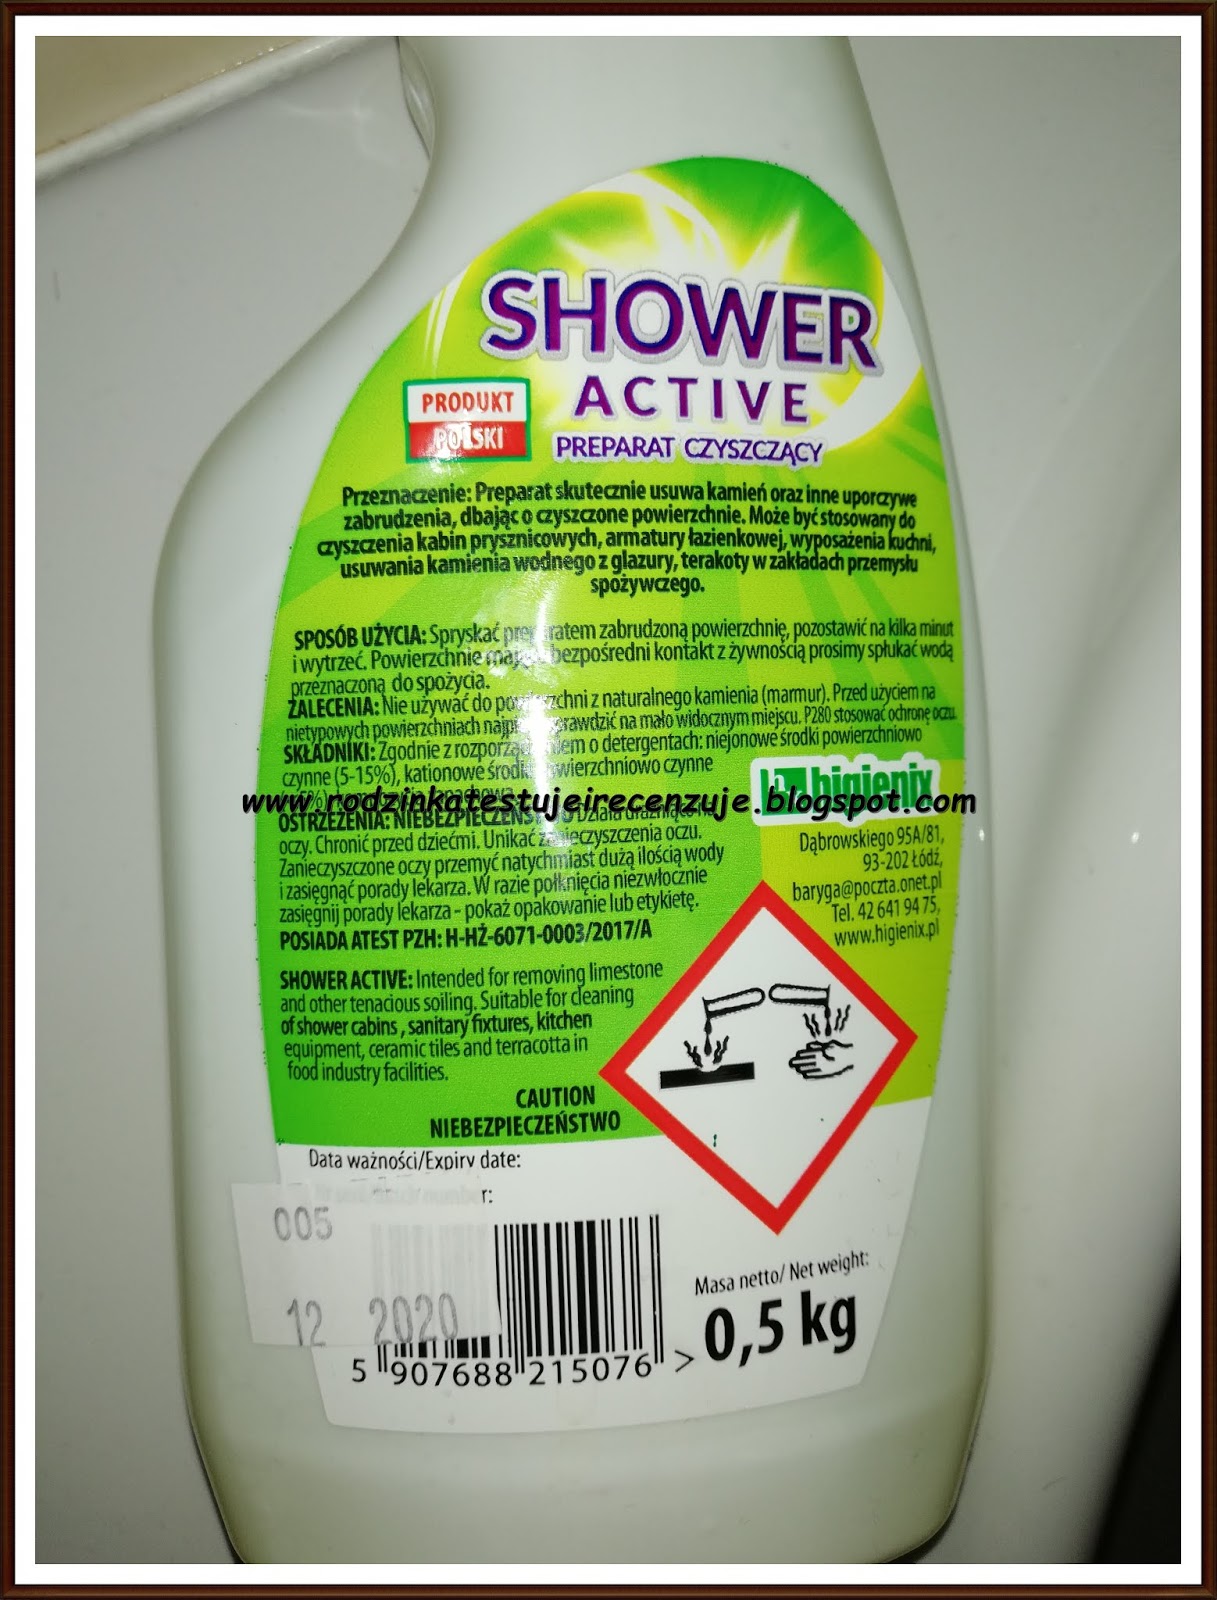 SHOWER
ACTIVE
PRODUKT
POLSKI
PREPARAT CZYSZCZĄCY
Przeznaczenie: Preparat skutecznie usuwa kamień oraz inne uporczywe
zabrudzenia, dbając o czyszczone powierzchnie. Może być stosowany do
czyszczenia kabin prysznicowych, armatury łazienkowej, wyposażenia kuchni,
usuwania kamienia wodnego z glazury, terakoty w zakładach przemysłu
spożywczego.
SPOSÓB UŻYCIA: Spryskać preparatem zabrudzoną powierzchnię, pozostawić na kilka minut
i wytrzeć. Powierzchnie mające bezpośredni kontakt z żywnością prosimy spłukać wodą
przeznaczoną do spożycia.
ZALECENIA: Nie używać do powierzchni z naturalnego kamienia (marmur). Przed użyciem na
nietypowych powierzchniach sprawdzić na mało widocznym miejscu. P280 stosować ochronę oczu.
SKŁADNIKI: Zgodnie z rozporządzeniem o detergentach: niejonowe środki powierzchniowo
czynne (5-15%), kationowe środki powierzchniowo czynne
higienix
www.rodzinkatestujeirecenzuje.blogspot.com
OSTRZEŻENIA: NIEBEZPIECZEŃSTWO Działa drażniąco na
oczy. Chronić przed dziećmi. Unikać zanieczyszczenia oczu.
Zanieczyszczone oczy przemyć natychmiast dużą ilością wody
i zasięgnąć porady lekarza. W razie połknięcia niezwłocznie
zasięgnij porady lekarza - pokaż opakowanie lub etykietę.
POSIADA ATEST PZH: H-HŻ-6071-0003/2017/A
Dąbrowskiego 95A/81,
93-202 Łódź,
baryga@poczta.onet.pl
Tel. 42 641 94 75,
www.higienix.pl
SHOWER ACTIVE: Intended for removing limestone
and other tenacious soiling. Suitable for cleaning
of shower cabins , sanitary fixtures, kitchen
equipment, ceramic tiles and terracotta in
food industry facilities.
CAUTION
NIEBEZPIECZEŃSTWO
Data ważności/Expiry date:
r:
005
12 2020
5 907688 215076 >
Masa netto/ Net weight:
0,5 kg